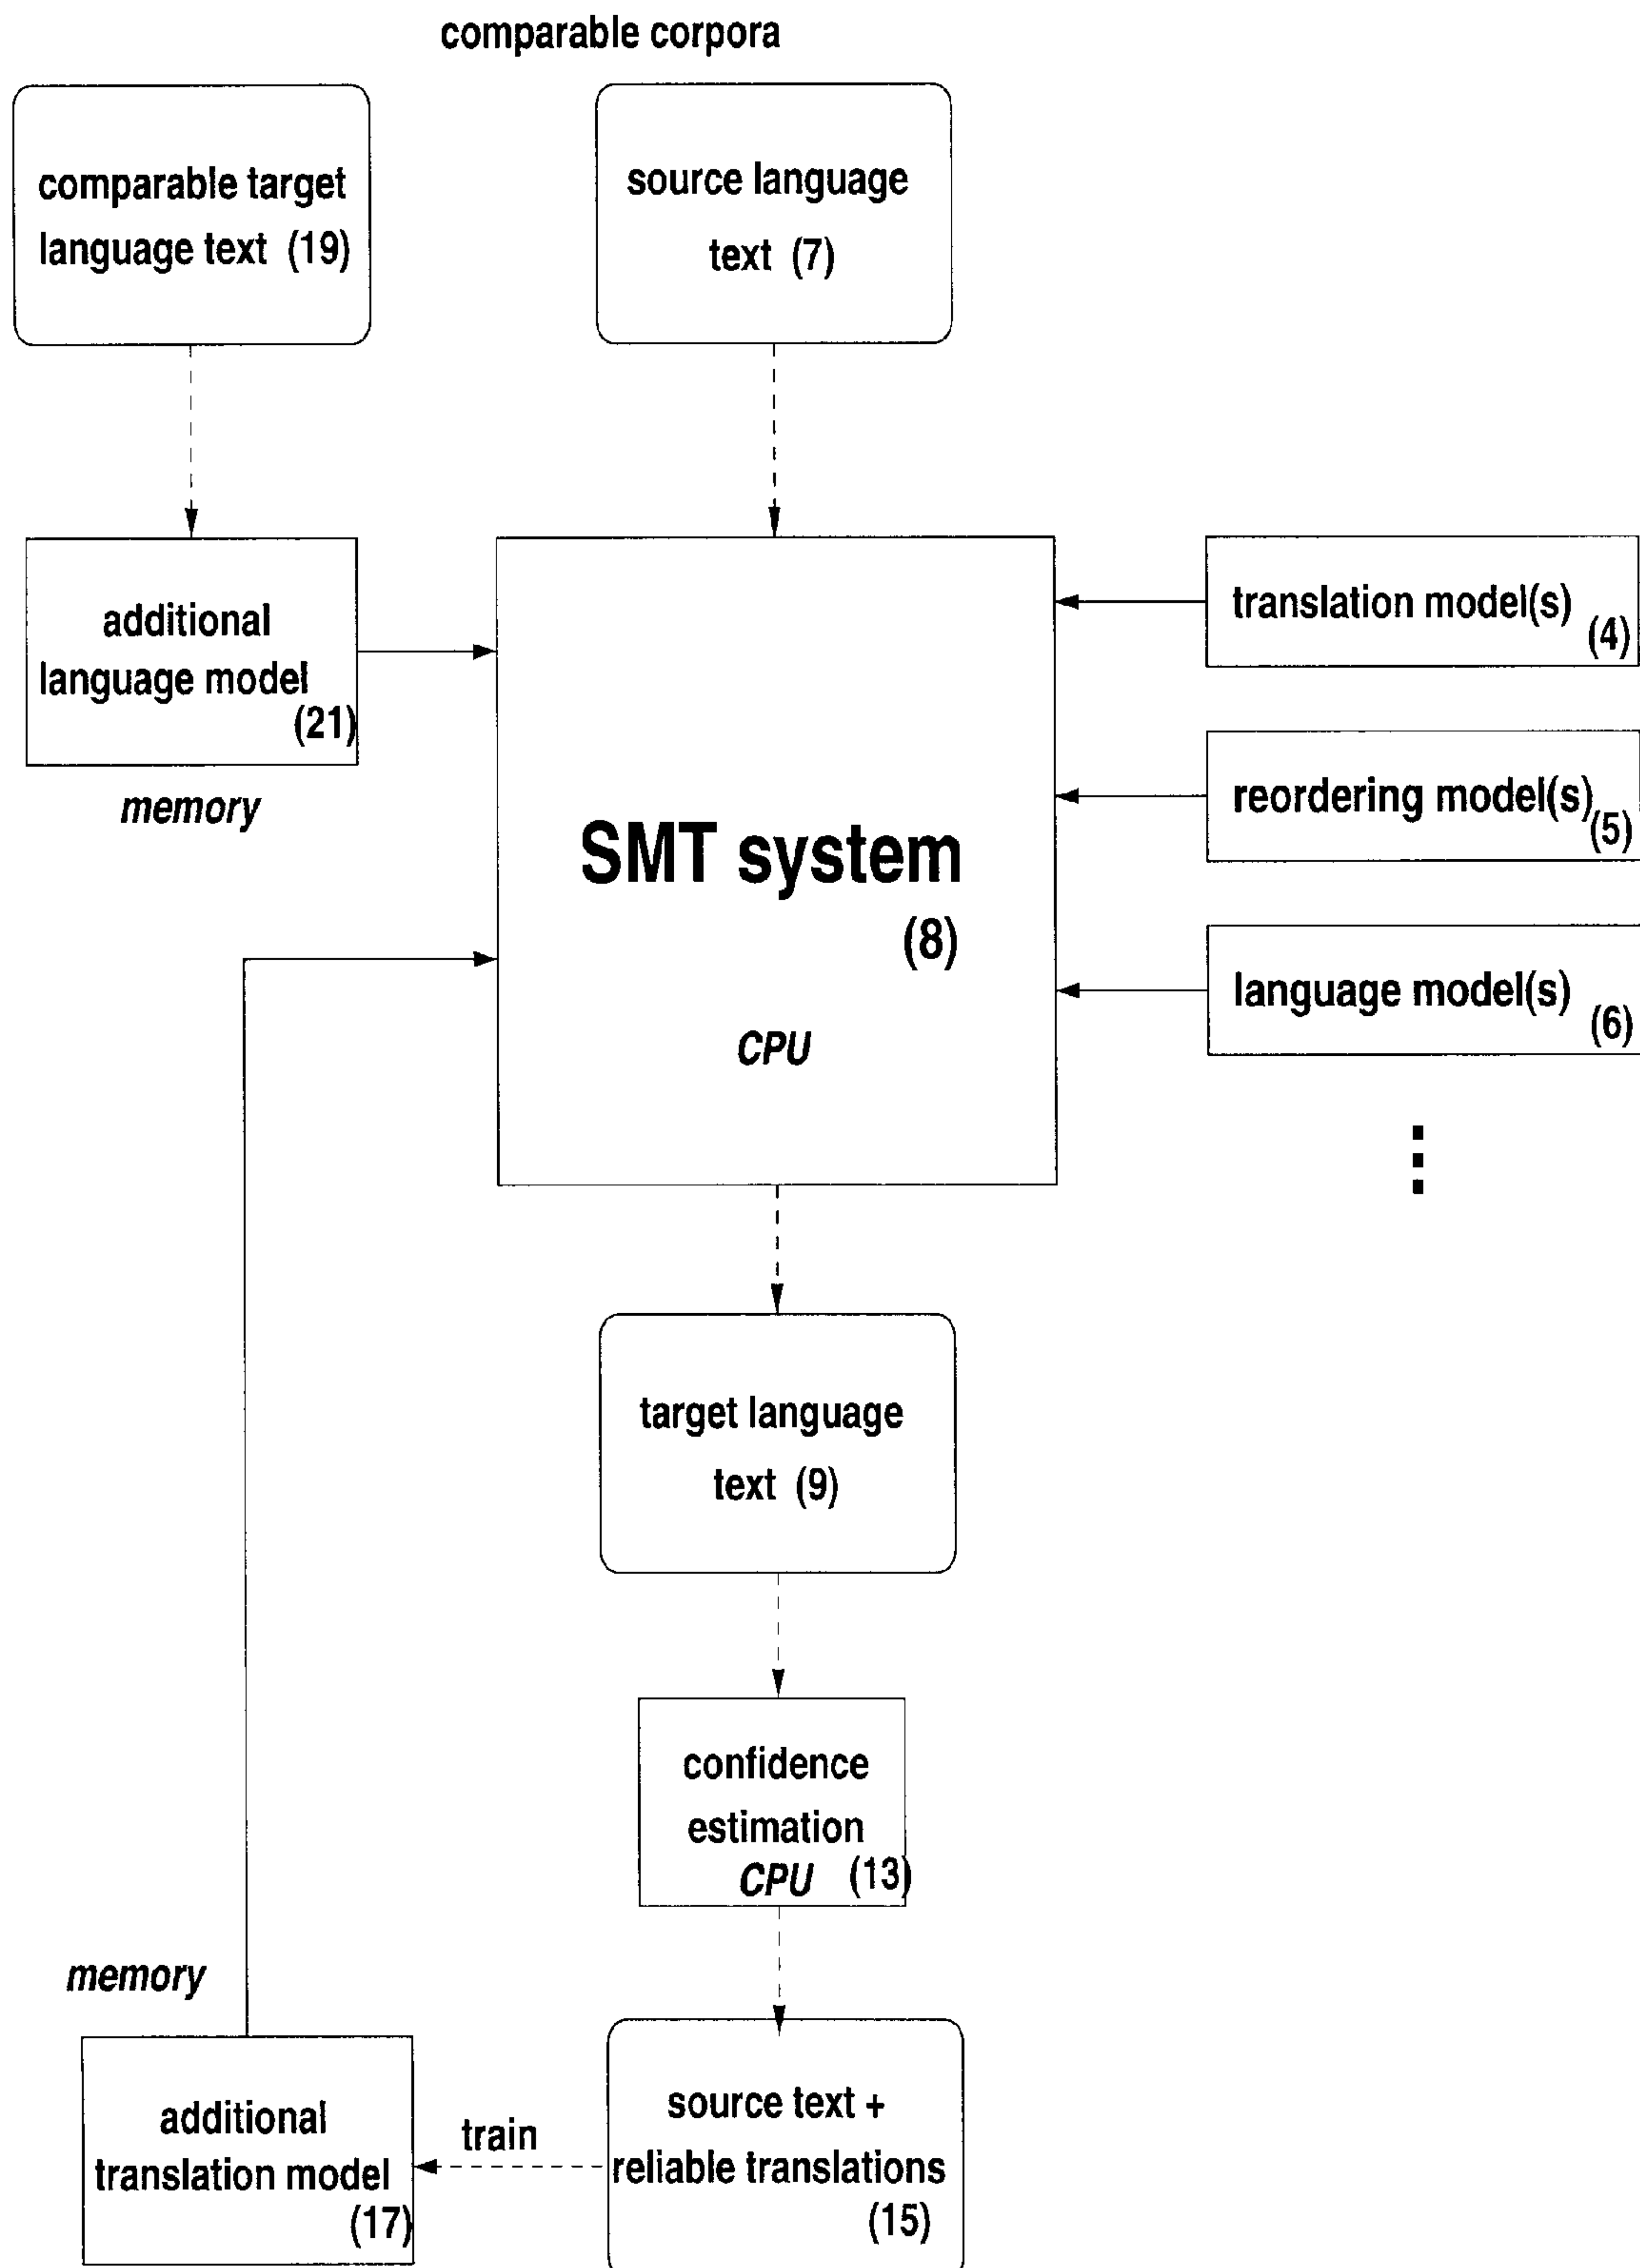 comparable corpora
comparable target
language text (19)
source language
text (7)
additional
language model
(21)
memory
translation model(s)
(4)
reordering model(s)
(5)
language model(s)
(6)
SMT system
(8)
CPU
target language
text (9)
confidence
estimation
CPU (13)
memory
additional
translation model
(17)
train
source text +
reliable translations
(15)